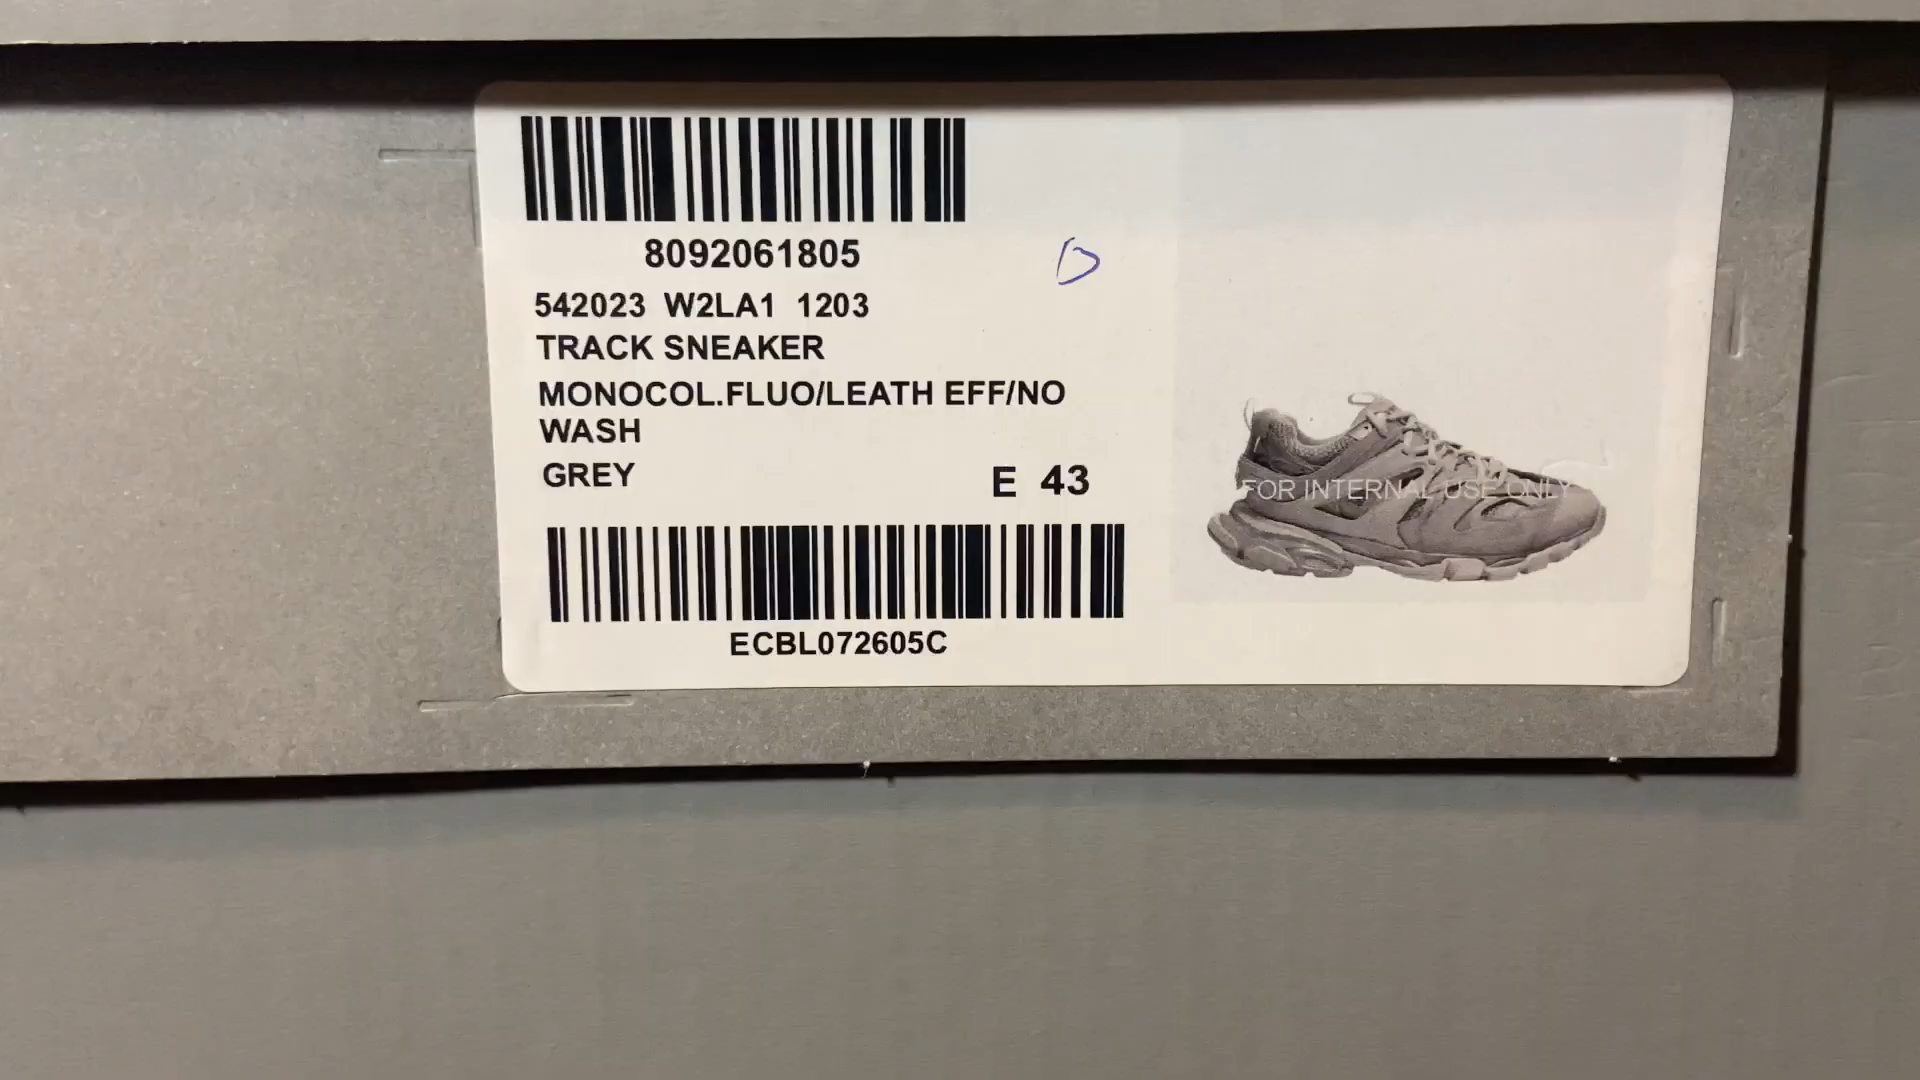 8092061805
542023 W2LA1 1203
TRACK SNEAKER
MONOCOL.FLUO/LEATH EFF/NO
WASH
GREY E 43
ECBL072605C
FOR INTERNAL USE ONLY